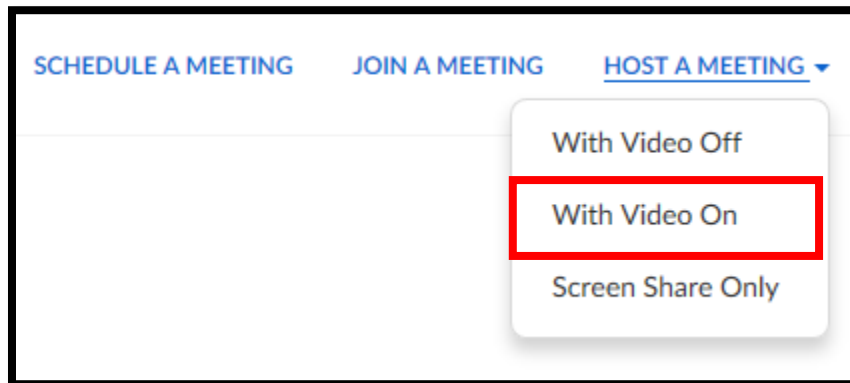 SCHEDULE A MEETING JOIN A MEETING HOST A MEETING
With Video Off
With Video On
Screen Share Only